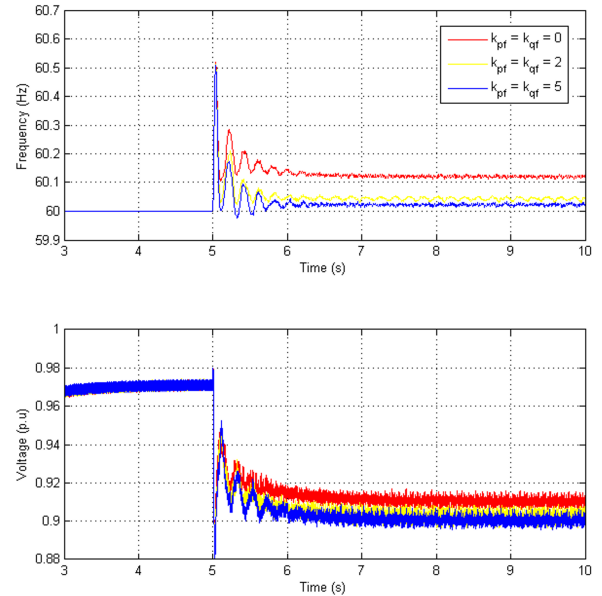 60.7
60.6
60.5
60.4
60.3
60.2
60.1
60
59.9
Frequency (Hz)
k_pf = k_qf = 0
k_pf = k_qf = 2
k_pf = k_qf = 5
3 4 5 6 7 8 9 10
Time (s)
1
0.98
0.96
0.94
0.92
0.9
0.88
Voltage (p.u)
3 4 5 6 7 8 9 10
Time (s)